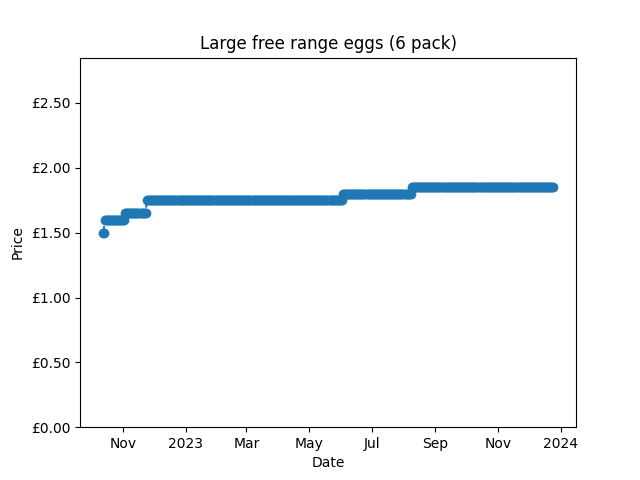 Large free range eggs (6 pack)
£2.50
£2.00
£1.50
£1.00
£0.50
£0.00
Price
Nov 2023 Mar May Jul Sep Nov 2024
Date